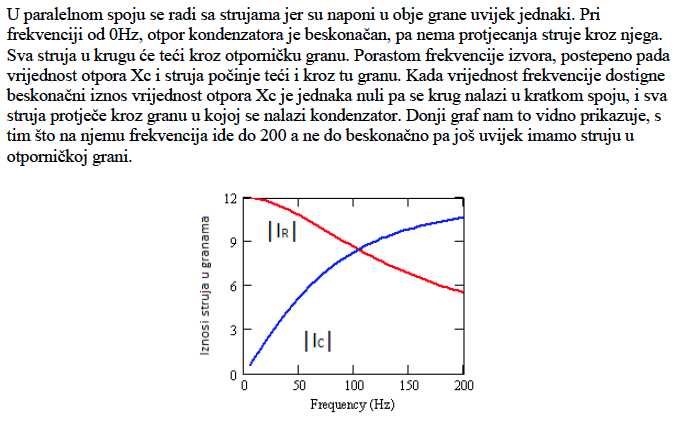 U paralelnom spoju se radi sa strujama jer su naponi u obje grane uvijek jednaki. Pri
frekvenciji od 0Hz, otpor kondenzatora je beskonačan, pa nema protjecanja struje kroz njega.
Sva struja u krugu će teći kroz otporničku granu. Porastom frekvencije izvora, postepeno pada
vrijednost otpora Xc i struja počinje teći i kroz tu granu. Kada vrijednost frekvencije dostigne
beskonačni iznos vrijednost otpora Xc je jednaka nuli pa se krug nalazi u kratkom spoju, i sva
struja protječe kroz granu u kojoj se nalazi kondenzator. Donji graf nam to vidno prikazuje, s
tim što na njemu frekvencija ide do 200 a ne do beskonačno pa još uvijek imamo struju u
otporničkoj grani.
Iznosi struja u granama
12
9
6
3
0
|IR|
|Ic|
0 50 100 150 200
Frequency (Hz)